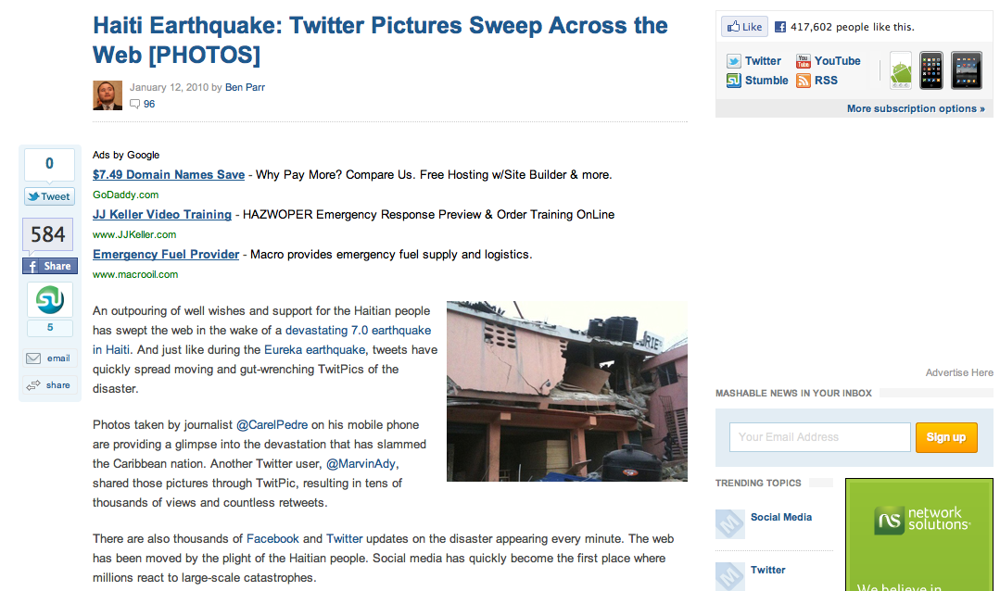 Haiti Earthquake: Twitter Pictures Sweep Across the
Web [PHOTOS]
January 12, 2010 by Ben Parr
96
Like
417,602 people like this.
Twitter
YouTube
Stumble
RSS
More subscription options »
0
Tweet
584
Share
5
email
share
Ads by Google
$7.49 Domain Names Save - Why Pay More? Compare Us. Free Hosting w/Site Builder & more.
GoDaddy.com
JJ Keller Video Training - HAZWOPER Emergency Response Preview & Order Training OnLine
www.JJKeller.com
Emergency Fuel Provider - Macro provides emergency fuel supply and logistics.
www.macrooil.com
An outpouring of well wishes and support for the Haitian people
has swept the web in the wake of a devastating 7.0 earthquake
in Haiti. And just like during the Eureka earthquake, tweets have
quickly spread moving and gut-wrenching TwitPics of the
disaster.
Photos taken by journalist @CarelPedre on his mobile phone
are providing a glimpse into the devastation that has slammed
the Caribbean nation. Another Twitter user, @MarvinAdy,
shared those pictures through TwitPic, resulting in tens of
thousands of views and countless retweets.
There are also thousands of Facebook and Twitter updates on the disaster appearing every minute. The web
has been moved by the plight of the Haitian people. Social media has quickly become the first place where
millions react to large-scale catastrophes.
Advertise Here
MASHABLE NEWS IN YOUR INBOX
Your Email Address
Sign up
TRENDING TOPICS
Social Media
Twitter
network
solutions
We believe in